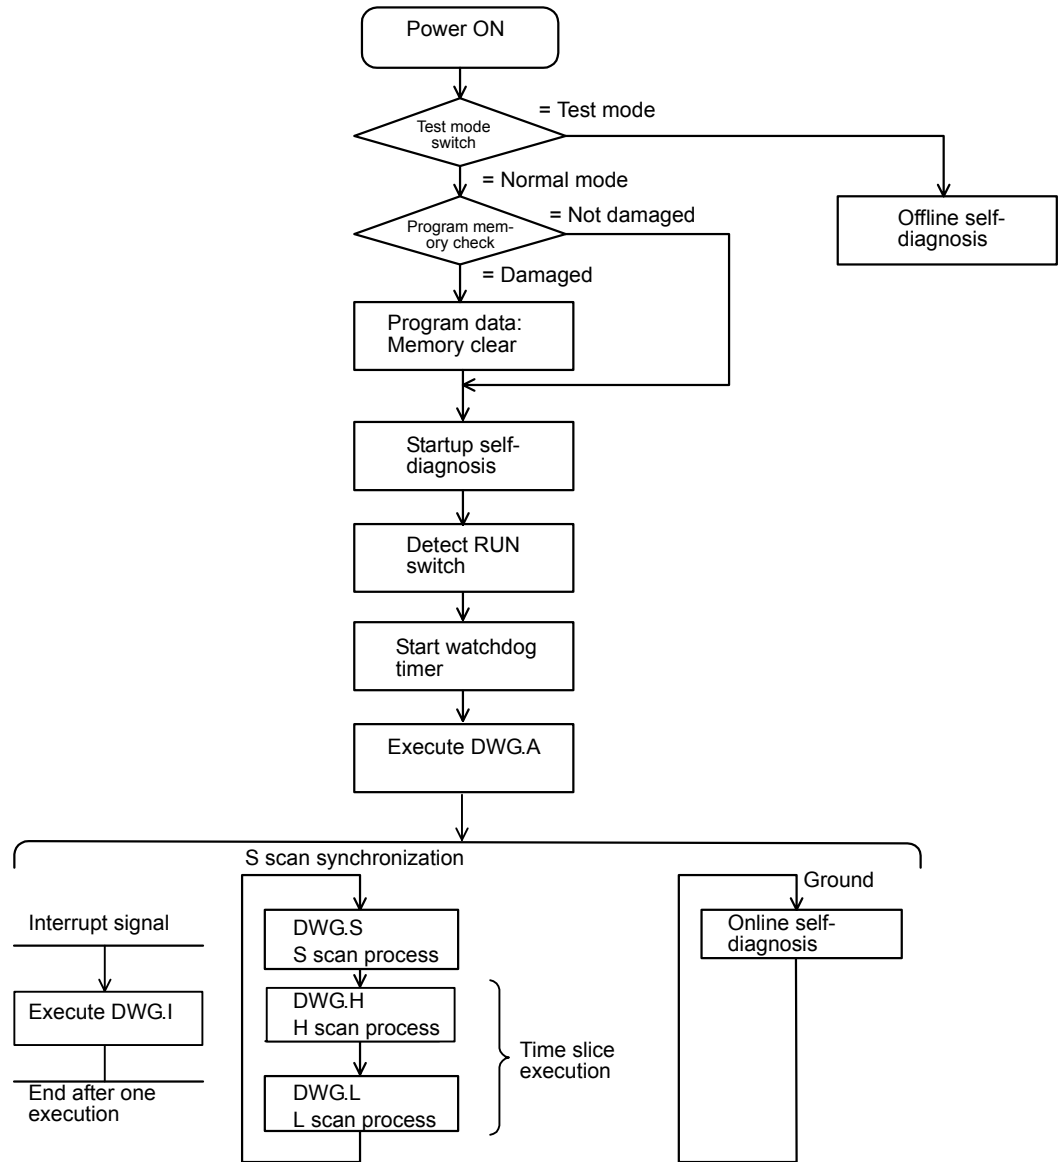 Power ON
= Test mode
Test mode
switch
= Normal mode
= Not damaged
Program mem-
ory check
Offline self-
diagnosis
= Damaged
Program data:
Memory clear
Startup self-
diagnosis
Detect RUN
switch
Start watchdog
timer
Execute DWG.A
S scan synchronization
Ground
Interrupt signal
DWG.S
S scan process
Online self-
diagnosis
Execute DWG.I
DWG.H
H scan process
Time slice
execution
DWG.L
L scan process
End after one
execution